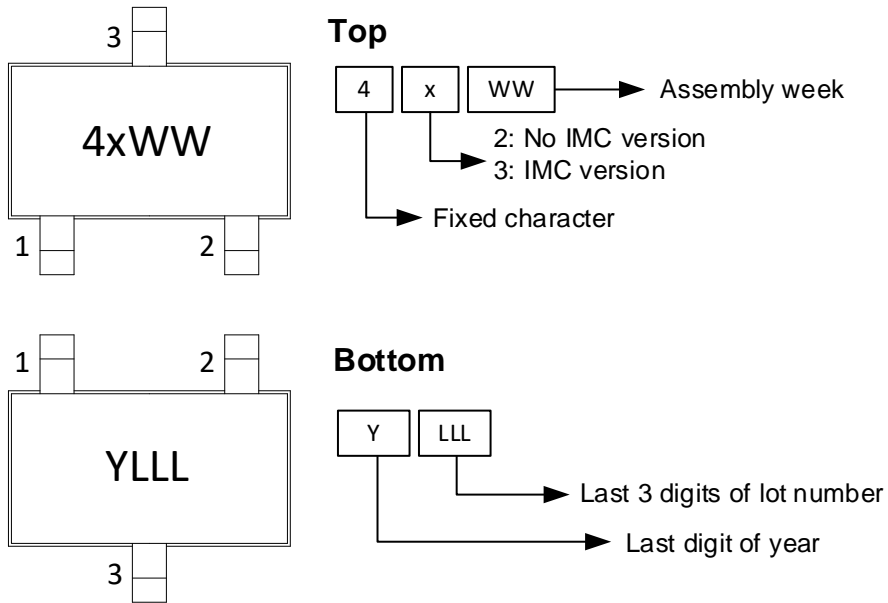 3
4xWW
1
2
Top
4 x WW
Assembly week
2: No IMC version
3: IMC version
Fixed character
1
2
YLLL
3
Bottom
Y LLL
Last 3 digits of lot number
Last digit of year